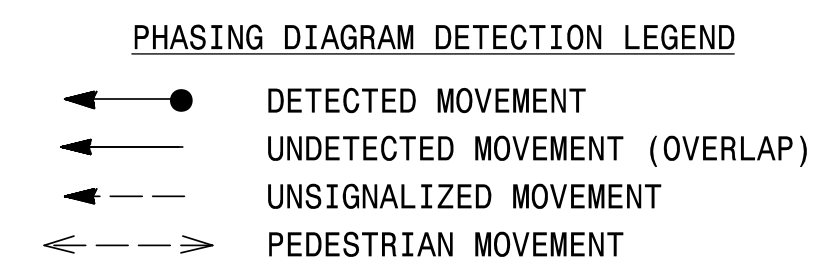 PHASING DIAGRAM DETECTION LEGEND
DETECTED MOVEMENT
UNDETECTED MOVEMENT (OVERLAP)
UNSIGNALIZED MOVEMENT
PEDESTRIAN MOVEMENT